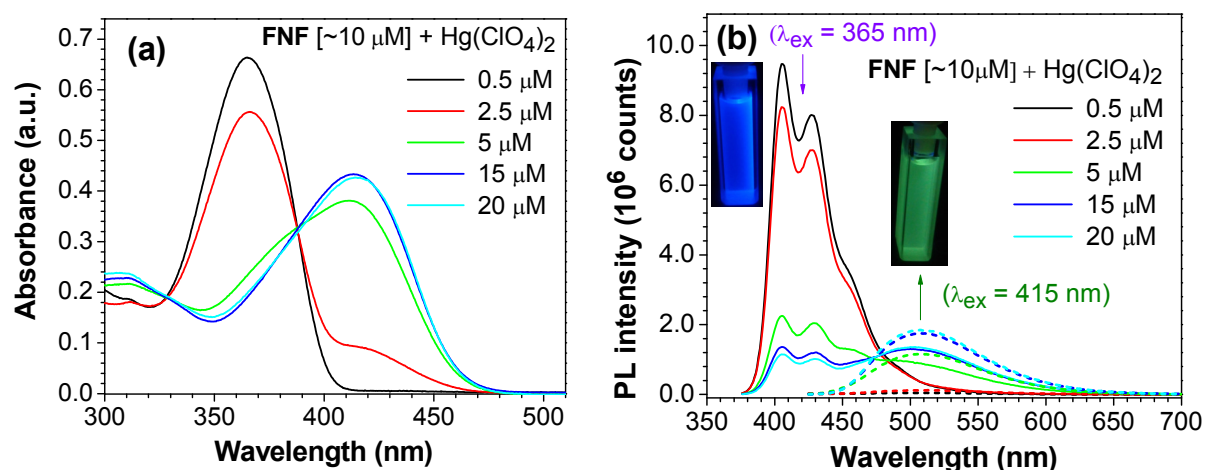 (a)
FNF [~10 μM] + Hg(ClO4)2
0.5 μM
2.5 μM
5 μM
15 μM
20 μM
Absorbance (a.u.)
0.7
0.6
0.5
0.4
0.3
0.2
0.1
0.0
300 350 400 450 500
Wavelength (nm)
(b)
(λex = 365 nm)
FNF [~10μM] + Hg(ClO4)2
0.5 μM
2.5 μM
5 μM
15 μM
20 μM
(λex = 415 nm)
PL intensity (10^6 counts)
10.0
8.0
6.0
4.0
2.0
0.0
350 400 450 500 550 600 650 700
Wavelength (nm)